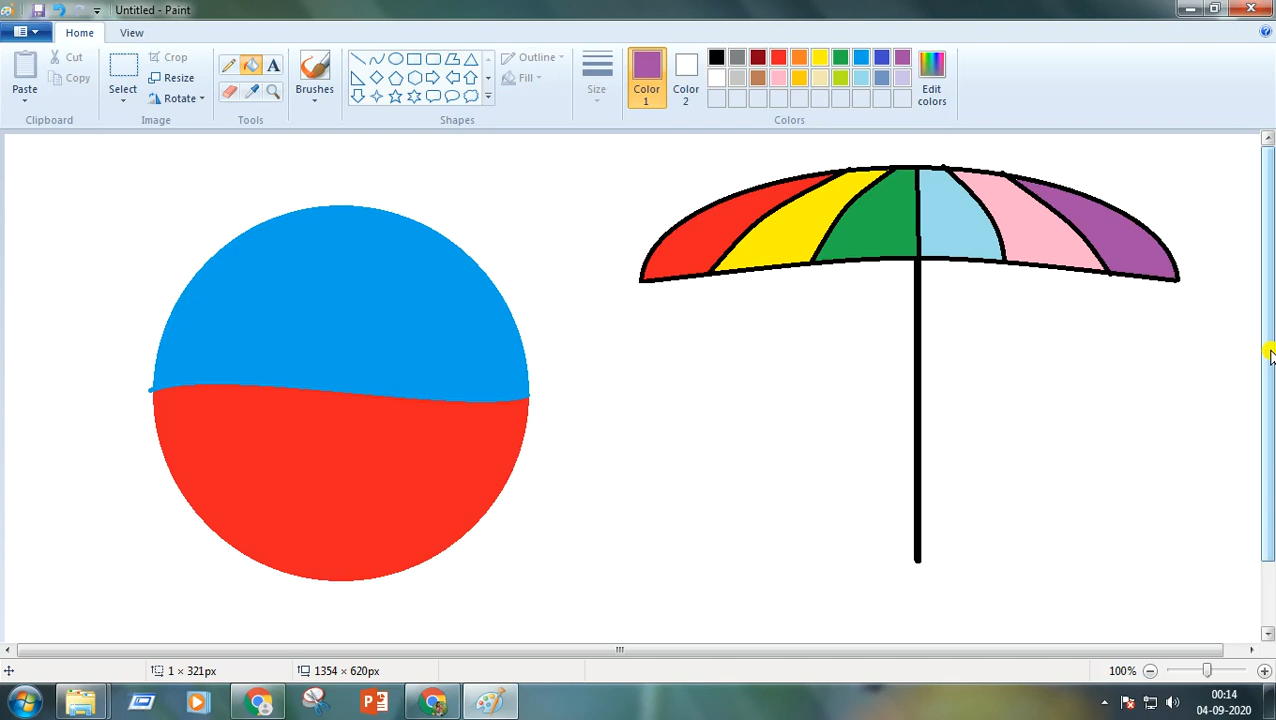 Untitled - Paint
Home View
Paste
Cut
Copy
Clipboard
Select
Crop
Resize
Rotate
Image
A
Tools
Brushes
Outline
Fill
Shapes
Size
Color 1
Color 2
Edit colors
Colors
1 × 321px
1354 × 620px
100%
00:14
04-09-2020